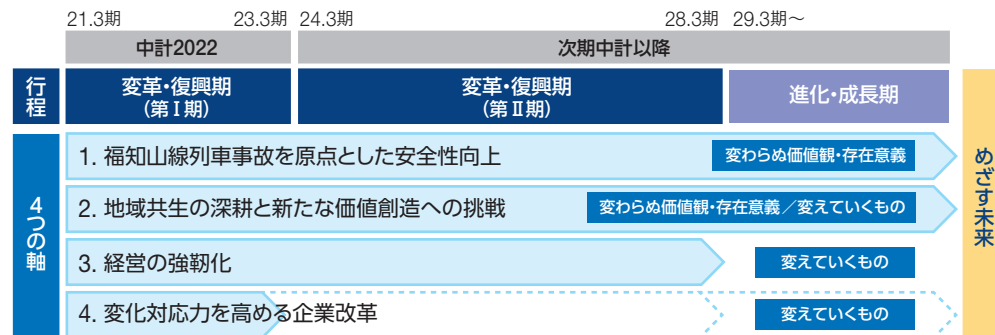 21.3期 23.3期 24.3期 28.3期 29.3期～
中計2022 次期中計以降
行程
変革・復興期
(第Ⅰ期)
変革・復興期
(第Ⅱ期)
進化・成長期
4つの軸
1. 福知山線列車事故を原点とした安全性向上 変わらぬ価値観・存在意義
2. 地域共生の深耕と新たな価値創造への挑戦 変わらぬ価値観・存在意義／変えていくもの
3. 経営の強靭化 変えていくもの
4. 変化対応力を高める企業改革 変えていくもの
めざす未来